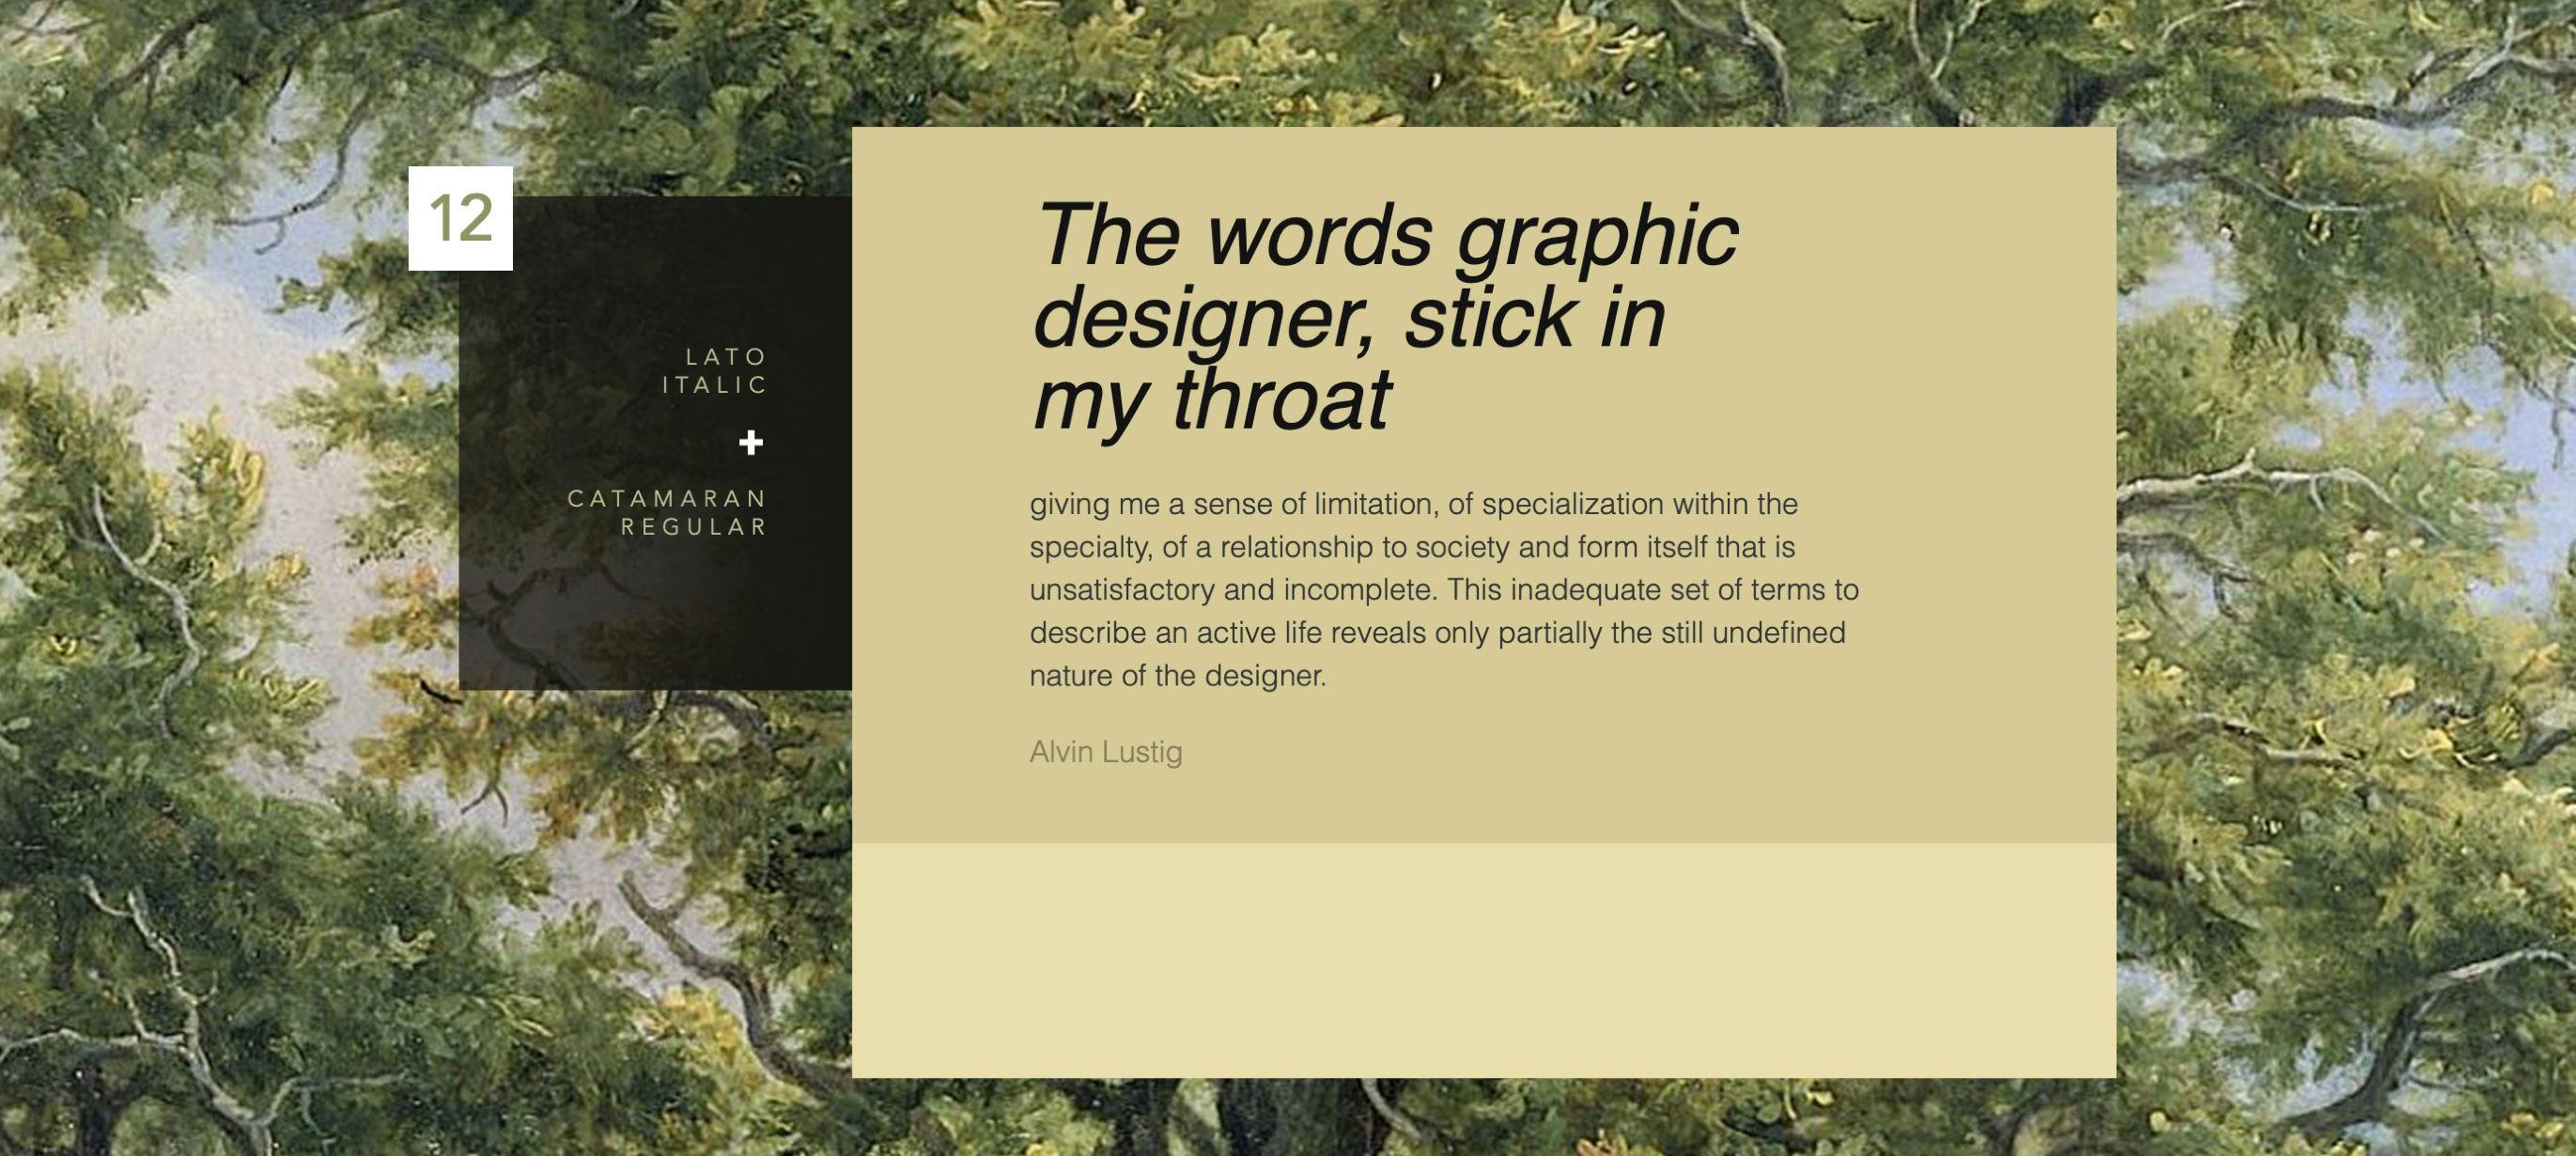 12
LATO
ITALIC
+
CATAMARAN
REGULAR
The words graphic
designer, stick in
my throat
giving me a sense of limitation, of specialization within the
specialty, of a relationship to society and form itself that is
unsatisfactory and incomplete. This inadequate set of terms to
describe an active life reveals only partially the still undefined
nature of the designer.
Alvin Lustig